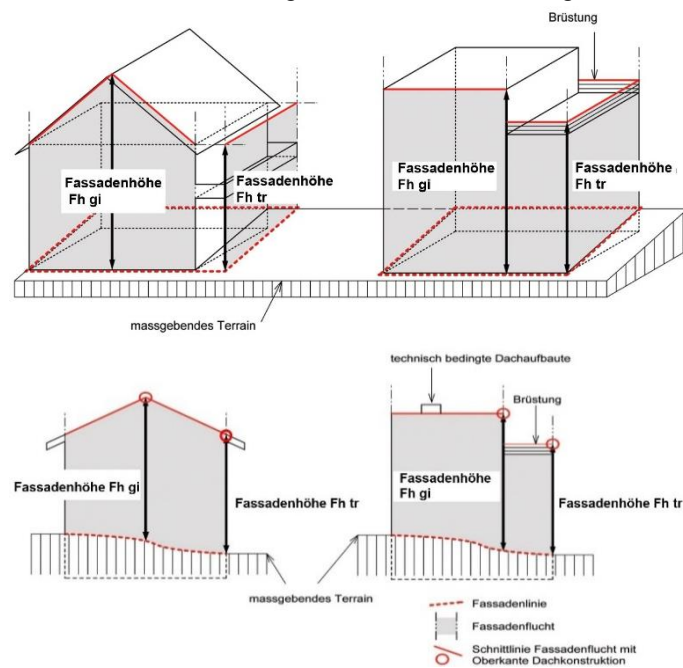 Brüstung
Fassadenhöhe
Fh gi
Fassadenhöhe
Fh tr
Fassadenhöhe
Fh gi
Fassadenhöhe
Fh tr
massgebendes Terrain
technisch bedingte Dachaufbaute
Brüstung
Fassadenhöhe Fh gi
Fassadenhöhe Fh tr
Fassadenhöhe
Fh gi
Fassadenhöhe Fh tr
massgebendes Terrain
Fassadenlinie
Fassadenflucht
Schnittlinie Fassadenflucht mit
Oberkante Dachkonstruktion